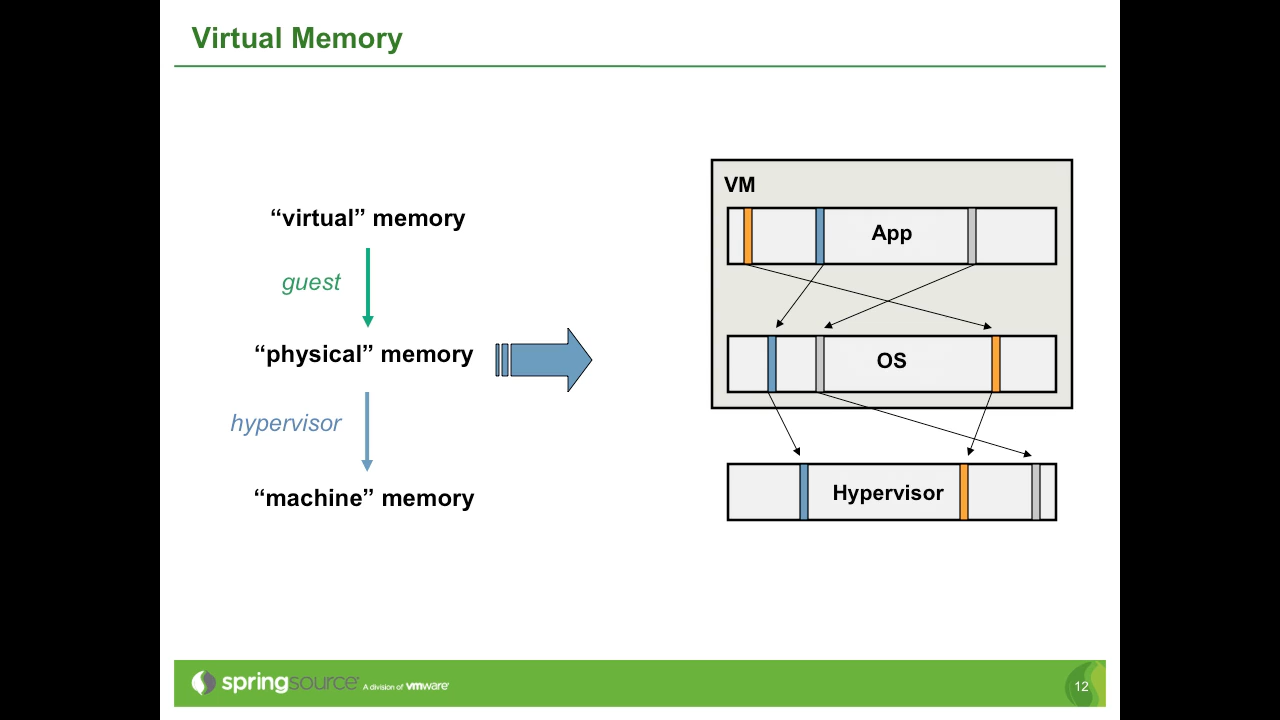 Virtual Memory
“virtual” memory
guest
“physical” memory
hypervisor
“machine” memory
VM
App
OS
Hypervisor
springsource A division of vmware
12